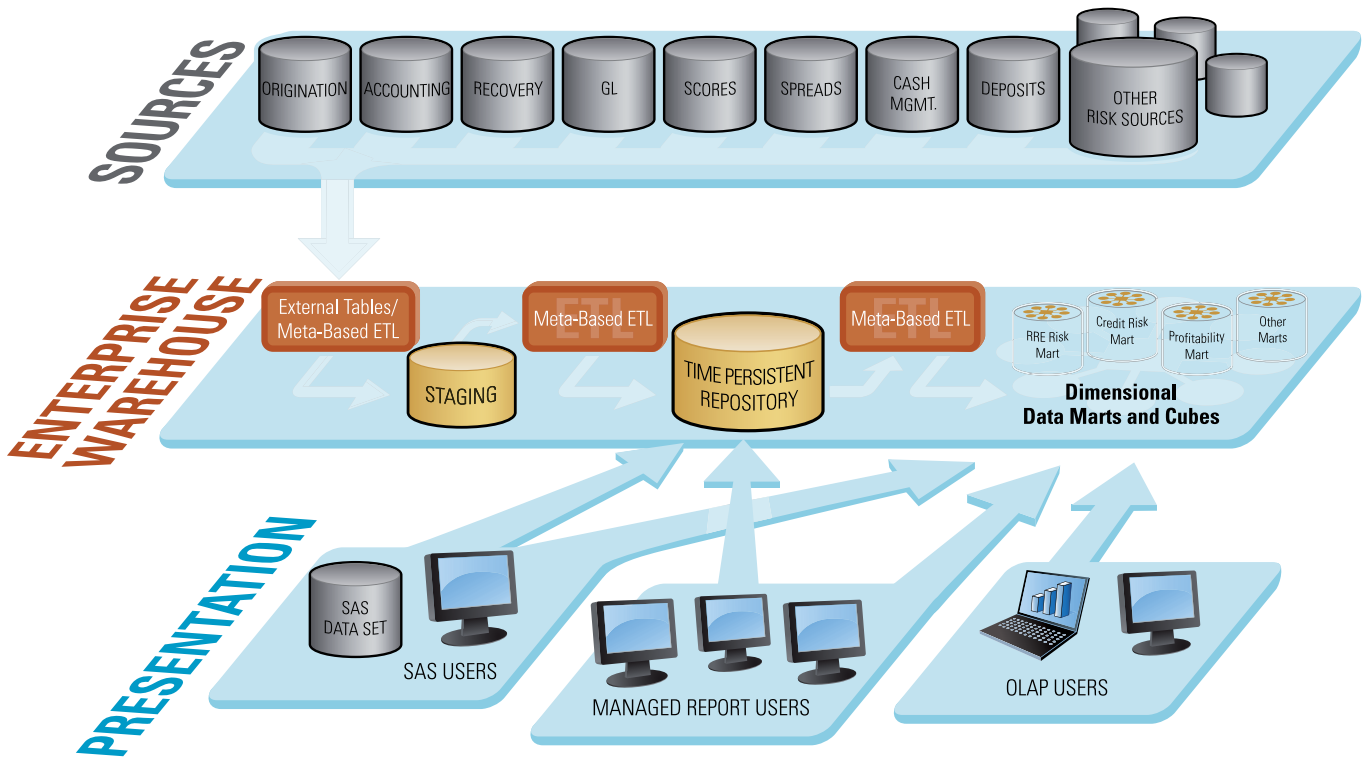 SOURCES
ORIGINATION
ACCOUNTING
RECOVERY
GL
SCORES
SPREADS
CASH
MGMT.
DEPOSITS
OTHER
RISK SOURCES
ENTERPRISE
WAREHOUSE
External Tables/
Meta-Based ETL
STAGING
ETL
Meta-Based ETL
TIME PERSISTENT
REPOSITORY
ETL
Meta-Based ETL
RRE Risk
Mart
Credit Risk
Mart
Profitability
Mart
Other
Marts
Dimensional
Data Marts and Cubes
PRESENTATION
SAS
DATA SET
SAS USERS
MANAGED REPORT USERS
OLAP USERS